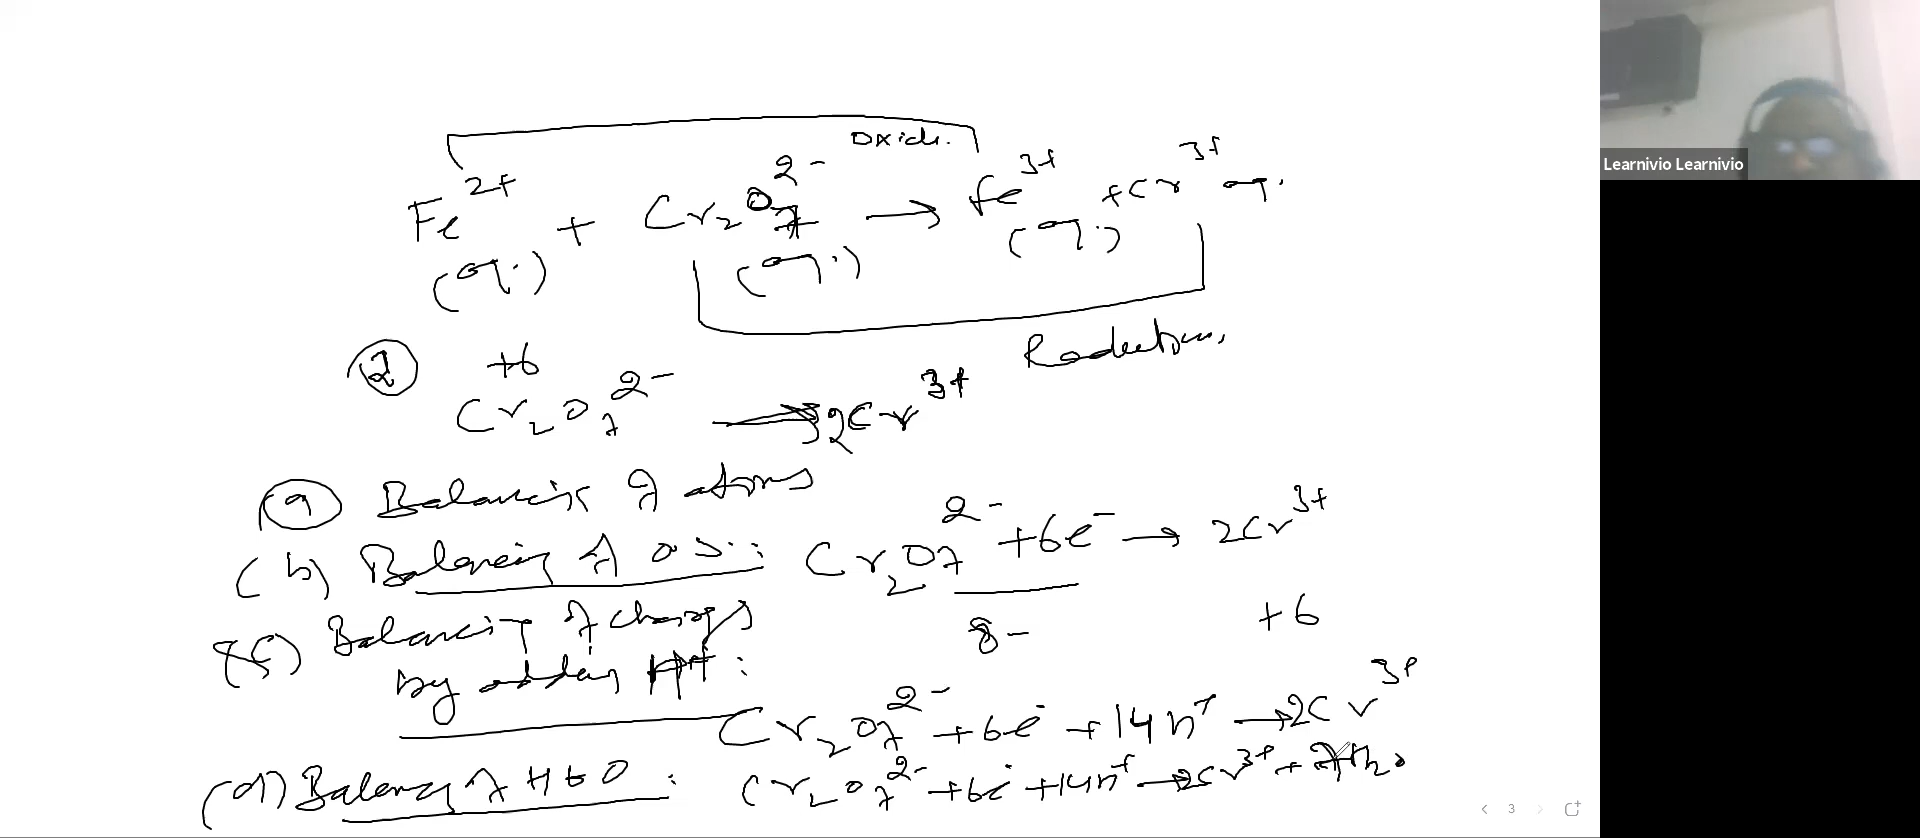 Oxidn.
Fe2+ (aq.) + Cr2O7 2- (aq.) → Fe3+ (aq.) + Cr3+ aq.
Reduction.
2 +6
Cr2O7 2- → 2Cr3+
(a) Balancing of atoms
(b) Balancing of O.S.: Cr2O7 2- + 6e- → 2Cr3+
8- +6
(c) Balancing of charges
by adding H+:
Cr2O7 2- + 6e- + 14H+ → 2Cr3+
(d) Balancing of H & O: Cr2O7 2- + 6e- + 14H+ → 2Cr3+ + 7H2O
Learnivio Learnivio
3